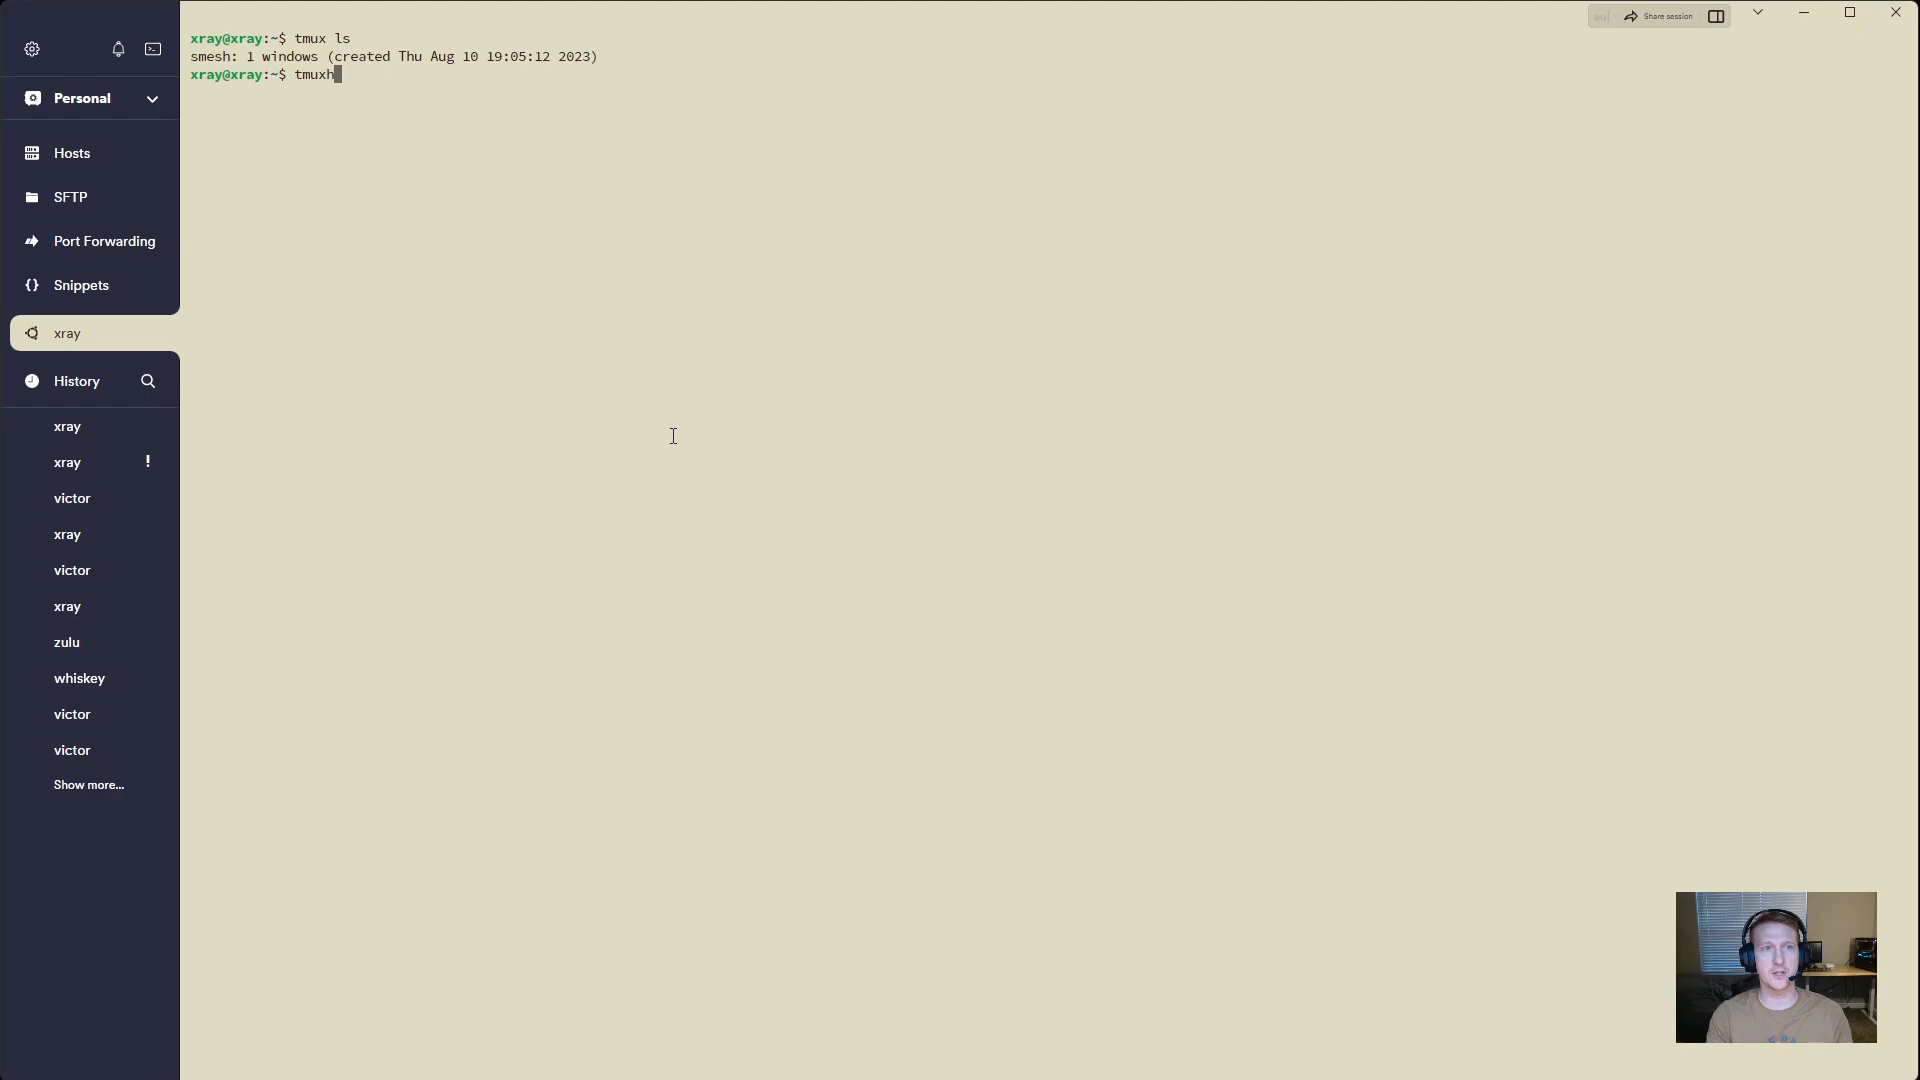 xray@xray:~$ tmux ls
smesh: 1 windows (created Thu Aug 10 19:05:12 2023)
xray@xray:~$ tmuxh
Share session
Personal
Hosts
SFTP
Port Forwarding
Snippets
xray
History
xray
xray !
victor
xray
victor
xray
zulu
whiskey
victor
victor
Show more...